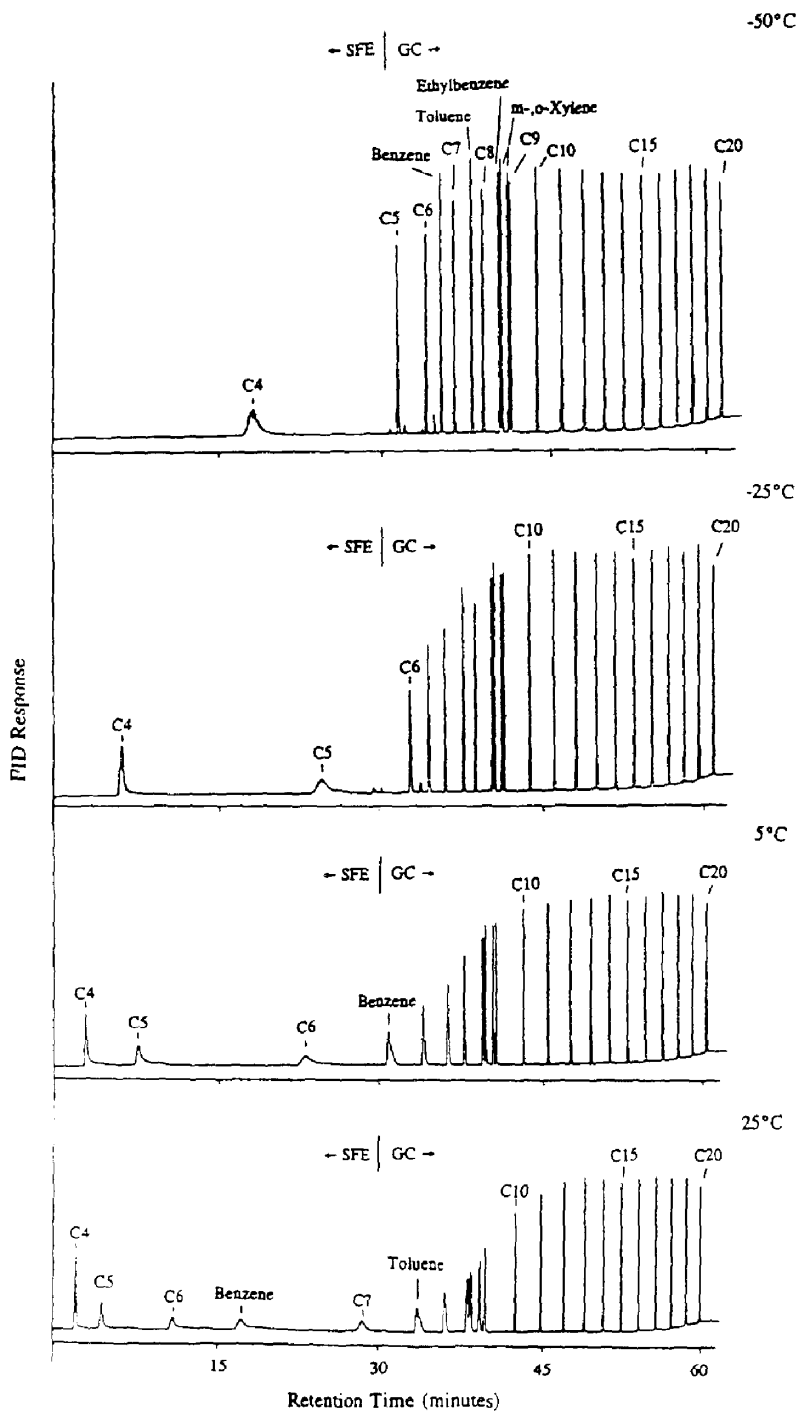 -50°C
← SFE | GC →
Ethylbenzene
m-,o-Xylene
Toluene
Benzene C7 C8 C9 C10 C15 C20
C5 C6
C4
-25°C
← SFE | GC →
C10 C15 C20
C6
C4 C5
FID Response
5°C
← SFE | GC →
C10 C15 C20
C4 C5 C6 Benzene
25°C
← SFE | GC →
C10 C15 C20
C4 C5 C6 Benzene C7 Toluene
15 30 45 60
Retention Time (minutes)